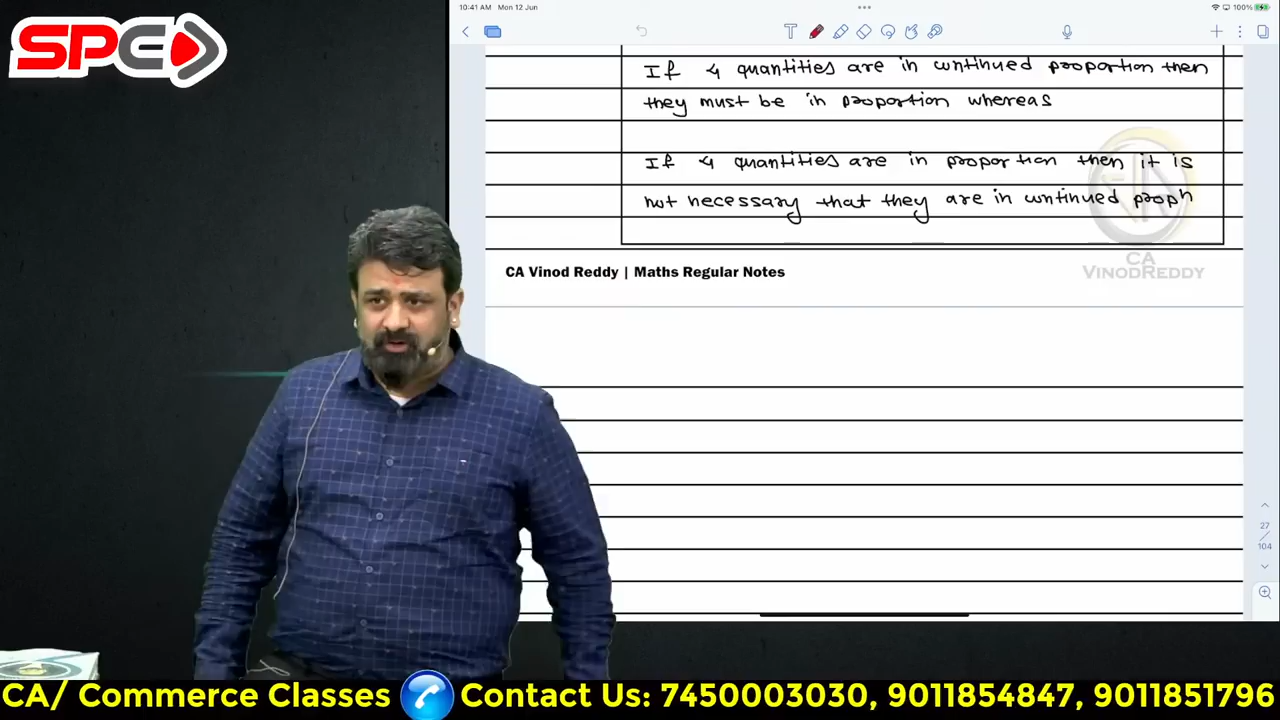 10:41 AM Mon 12 Jun
100%
SPE
If 4 quantities are in continued proportion then
they must be in proportion whereas
If 4 quantities are in proportion then it is
not necessary that they are in continued proph
CA Vinod Reddy | Maths Regular Notes
CA
VINODREDDY
27
/
104
CA/ Commerce Classes Contact Us: 7450003030, 9011854847, 9011851796